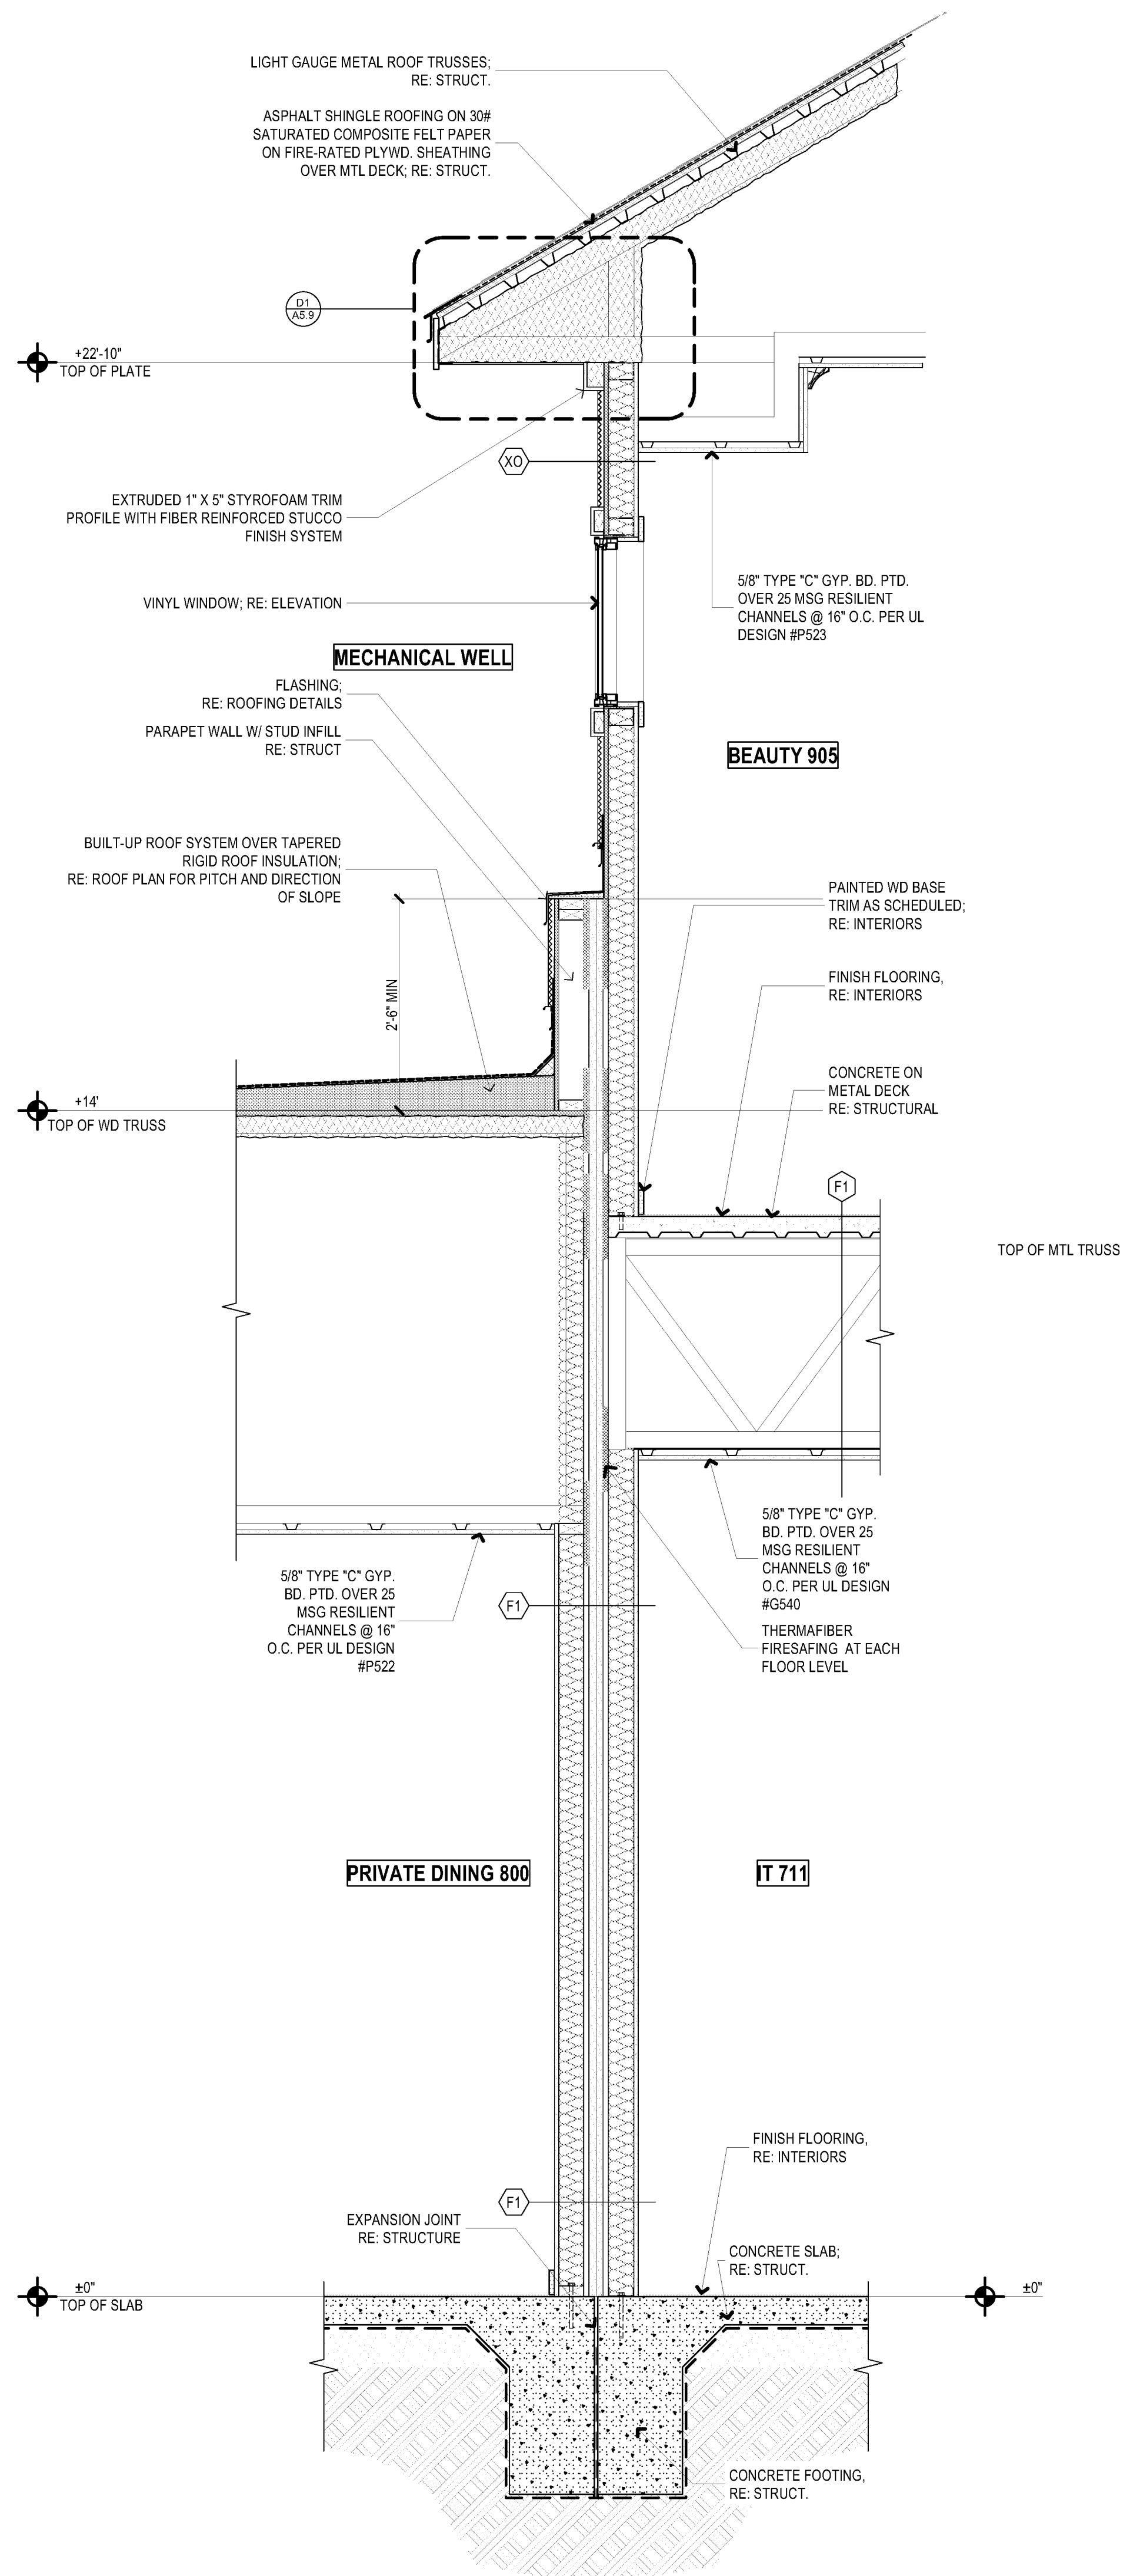 LIGHT GAUGE METAL ROOF TRUSSES;
RE: STRUCT.
ASPHALT SHINGLE ROOFING ON 30#
SATURATED COMPOSITE FELT PAPER
ON FIRE-RATED PLYWD. SHEATHING
OVER MTL DECK; RE: STRUCT.
D1
A5.9
+22'-10"
TOP OF PLATE
XO
EXTRUDED 1" X 5" STYROFOAM TRIM
PROFILE WITH FIBER REINFORCED STUCCO
FINISH SYSTEM
5/8" TYPE "C" GYP. BD. PTD.
OVER 25 MSG RESILIENT
CHANNELS @ 16" O.C. PER UL
DESIGN #P523
VINYL WINDOW; RE: ELEVATION
MECHANICAL WELL
FLASHING;
RE: ROOFING DETAILS
PARAPET WALL W/ STUD INFILL
RE: STRUCT
BEAUTY 905
BUILT-UP ROOF SYSTEM OVER TAPERED
RIGID ROOF INSULATION;
RE: ROOF PLAN FOR PITCH AND DIRECTION
OF SLOPE
PAINTED WD BASE
TRIM AS SCHEDULED;
RE: INTERIORS
2'-6" MIN
FINISH FLOORING,
RE: INTERIORS
CONCRETE ON
METAL DECK
RE: STRUCTURAL
+14'
TOP OF WD TRUSS
F1
TOP OF MTL TRUSS
5/8" TYPE "C" GYP.
BD. PTD. OVER 25
MSG RESILIENT
CHANNELS @ 16"
O.C. PER UL DESIGN
#G540
5/8" TYPE "C" GYP.
BD. PTD. OVER 25
MSG RESILIENT
CHANNELS @ 16"
O.C. PER UL DESIGN
#P522
F1
THERMAFIBER
FIRESAFING AT EACH
FLOOR LEVEL
PRIVATE DINING 800
IT 711
FINISH FLOORING,
RE: INTERIORS
F1
EXPANSION JOINT
RE: STRUCTURE
CONCRETE SLAB;
RE: STRUCT.
±0"
TOP OF SLAB
±0"
CONCRETE FOOTING,
RE: STRUCT.